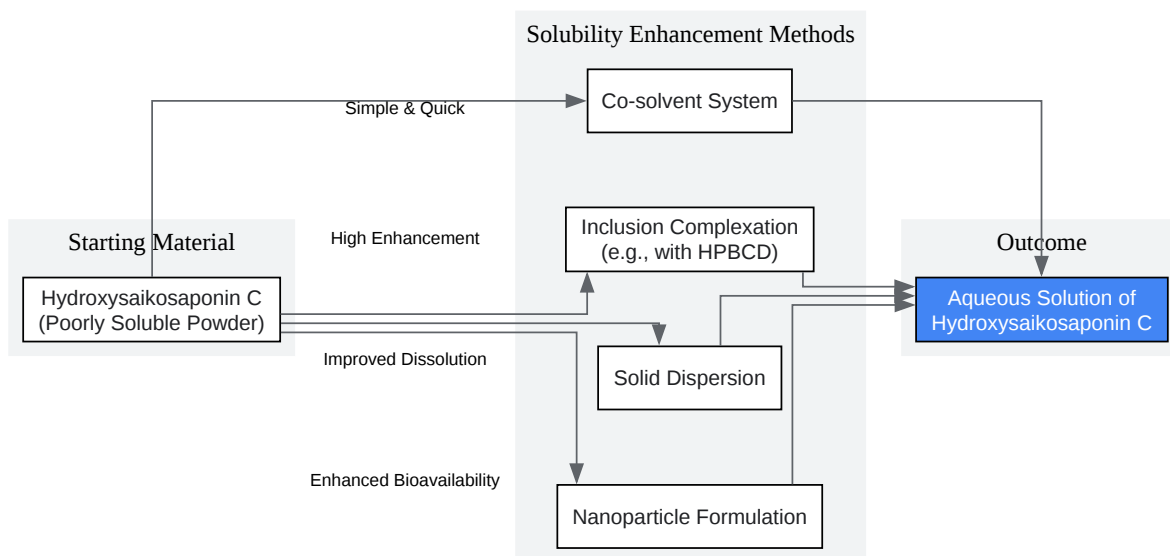 Solubility Enhancement Methods
Simple & Quick
Co-solvent System
Starting Material
Hydroxysaikosaponin C
(Poorly Soluble Powder)
High Enhancement
Inclusion Complexation
(e.g., with HPBCD)
Improved Dissolution
Solid Dispersion
Enhanced Bioavailability
Nanoparticle Formulation
Outcome
Aqueous Solution of
Hydroxysaikosaponin C